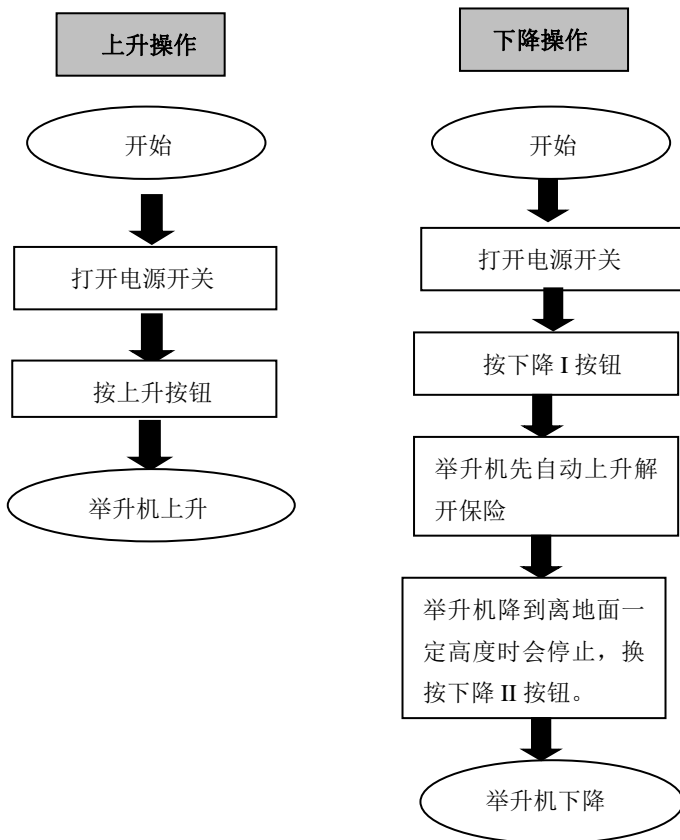 上升操作
开始
打开电源开关
按上升按钮
举升机上升
下降操作
开始
打开电源开关
按下降 I 按钮
举升机先自动上升解
开保险
举升机降到离地面一
定高度时会停止，换
按下降 II 按钮。
举升机下降